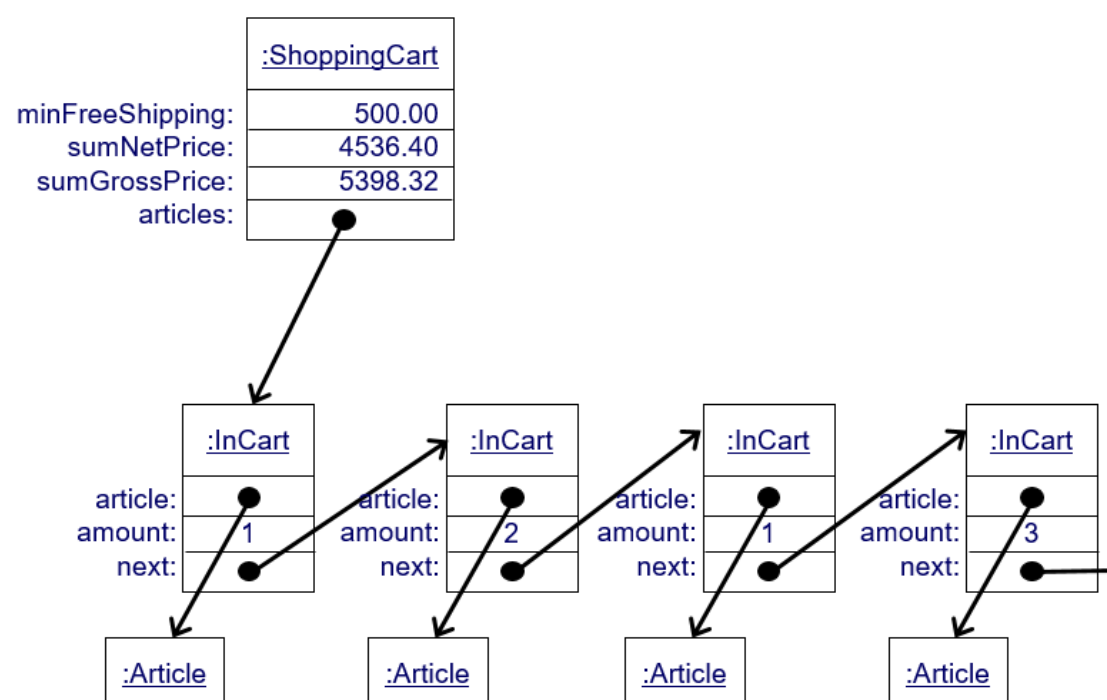 :ShoppingCart
minFreeShipping: 500.00
sumNetPrice: 4536.40
sumGrossPrice: 5398.32
articles:
:InCart :InCart :InCart :InCart
article: article: article: article:
amount: 1 amount: 2 amount: 1 amount: 3
next: next: next: next:
:Article :Article :Article :Article